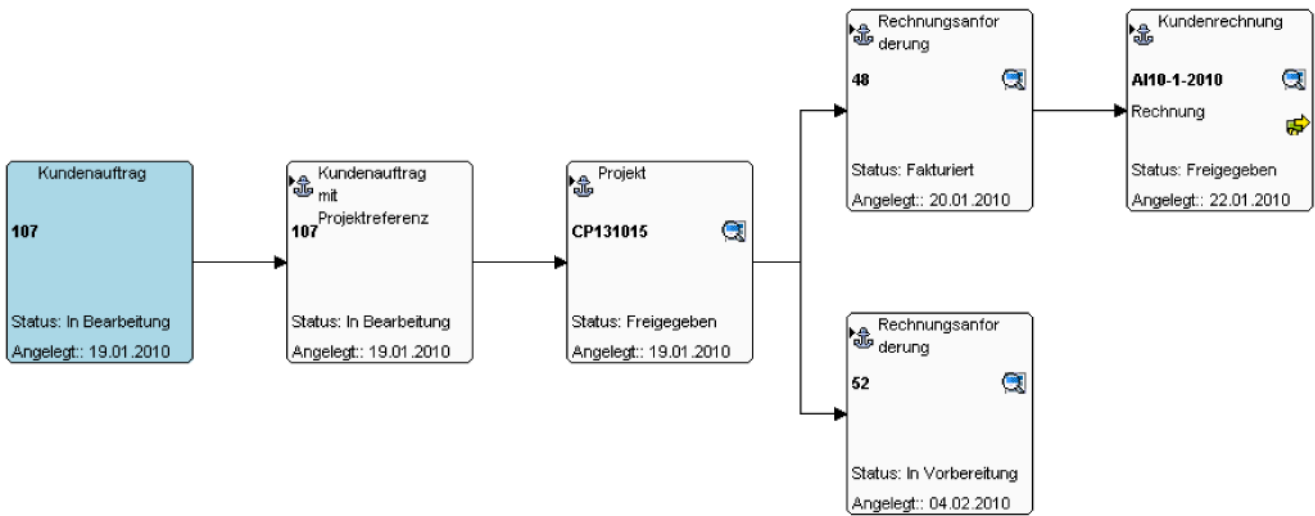 Kundenauftrag
107
Status: In Bearbeitung
Angelegt:: 19.01.2010
Kundenauftrag
mit
Projektreferenz
107
Status: In Bearbeitung
Angelegt:: 19.01.2010
Projekt
CP131015
Status: Freigegeben
Angelegt:: 19.01.2010
Rechnungsanfor
derung
48
Status: Fakturiert
Angelegt:: 20.01.2010
Kundenrechnung
AI10-1-2010
Rechnung
Status: Freigegeben
Angelegt:: 22.01.2010
Rechnungsanfor
derung
52
Status: In Vorbereitung
Angelegt:: 04.02.2010